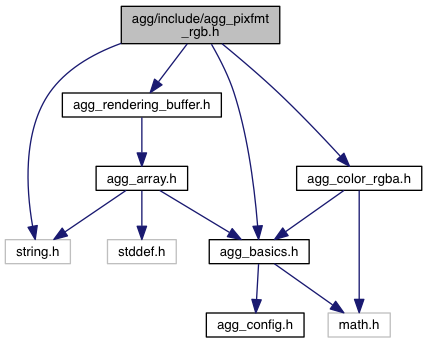 agg/include/agg_pixfmt
_rgb.h
agg_rendering_buffer.h
agg_array.h
agg_color_rgba.h
string.h
stddef.h
agg_basics.h
agg_config.h
math.h